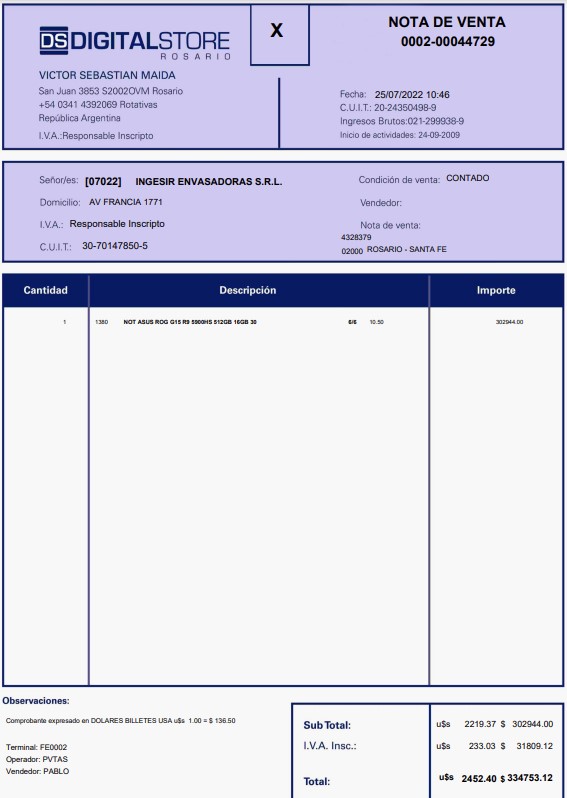 DS DIGITALSTORE
ROSARIO
X
NOTA DE VENTA
0002-00044729
VICTOR SEBASTIAN MAIDA
San Juan 3853 S2002OVM Rosario
+54 0341 4392069 Rotativas
República Argentina
I.V.A.:Responsable Inscripto
Fecha: 25/07/2022 10:46
C.U.I.T.: 20-24350498-9
Ingresos Brutos:021-299938-9
Inicio de actividades: 24-09-2009
Señor/es: [07022] INGESIR ENVASADORAS S.R.L.
Domicilio: AV FRANCIA 1771
I.V.A.: Responsable Inscripto
C.U.I.T.: 30-70147850-5
Condición de venta: CONTADO
Vendedor:
Nota de venta:
4328379
02000 ROSARIO - SANTA FE
Cantidad Descripción Importe
1 1380 NOT ASUS ROG G15 R9 5900HS 512GB 16GB 30 6/6 10.50 302944.00
Observaciones:
Comprobante expresado en DOLARES BILLETES USA u$s 1.00 = $ 136.50
Terminal: FE0002
Operador: PVTAS
Vendedor: PABLO
Sub Total: u$s 2219.37 $ 302944.00
I.V.A. Insc.: u$s 233.03 $ 31809.12
Total: u$s 2452.40 $ 334753.12